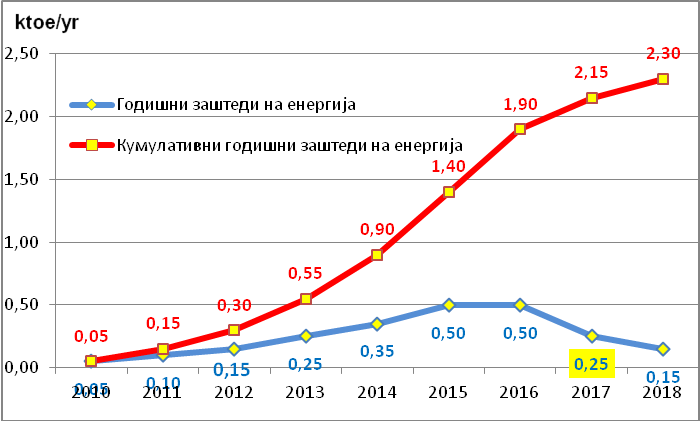 ktoe/yr
2,50
2,00
1,50
1,00
0,50
0,00
Годишни заштеди на енергија
Кумулативни годишни заштеди на енергија
0,05 0,15 0,30 0,55 0,90 1,40 1,90 2,15 2,30
0,05 0,10 0,15 0,25 0,35 0,50 0,50 0,25 0,15
2010 2011 2012 2013 2014 2015 2016 2017 2018